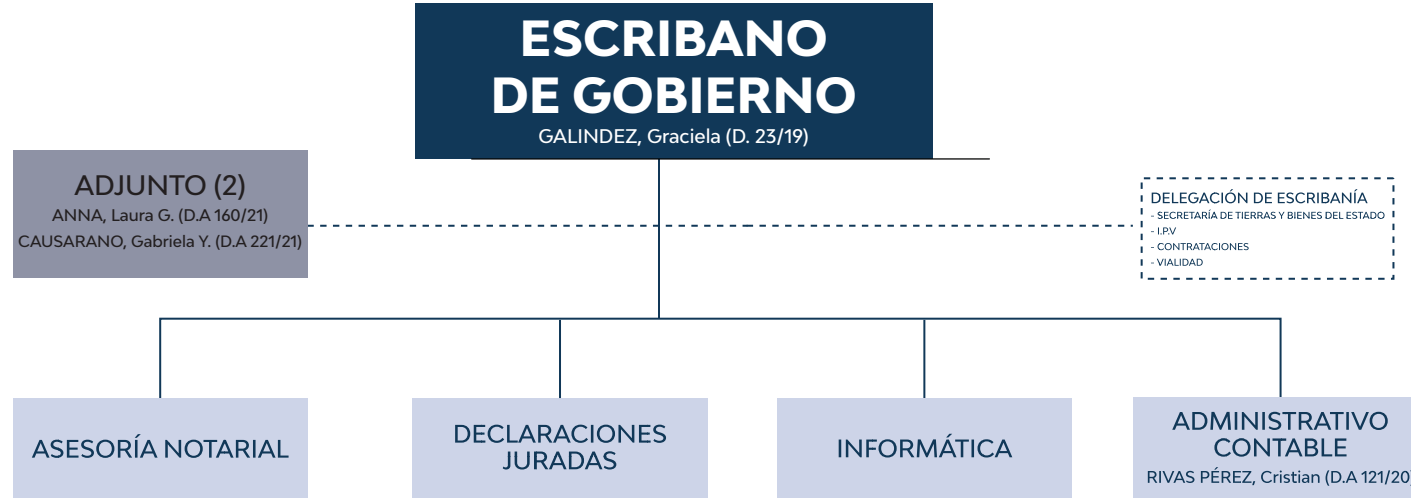 ESCRIBANO
DE GOBIERNO
GALINDEZ, Graciela (D. 23/19)
ADJUNTO (2)
ANNA, Laura G. (D.A 160/21)
CAUSARANO, Gabriela Y. (D.A 221/21)
DELEGACIÓN DE ESCRIBANÍA
- SECRETARÍA DE TIERRAS Y BIENES DEL ESTADO
- I.P.V
- CONTRATACIONES
- VIALIDAD
ASESORÍA NOTARIAL
DECLARACIONES
JURADAS
INFORMÁTICA
ADMINISTRATIVO
CONTABLE
RIVAS PÉREZ, Cristian (D.A 121/20)